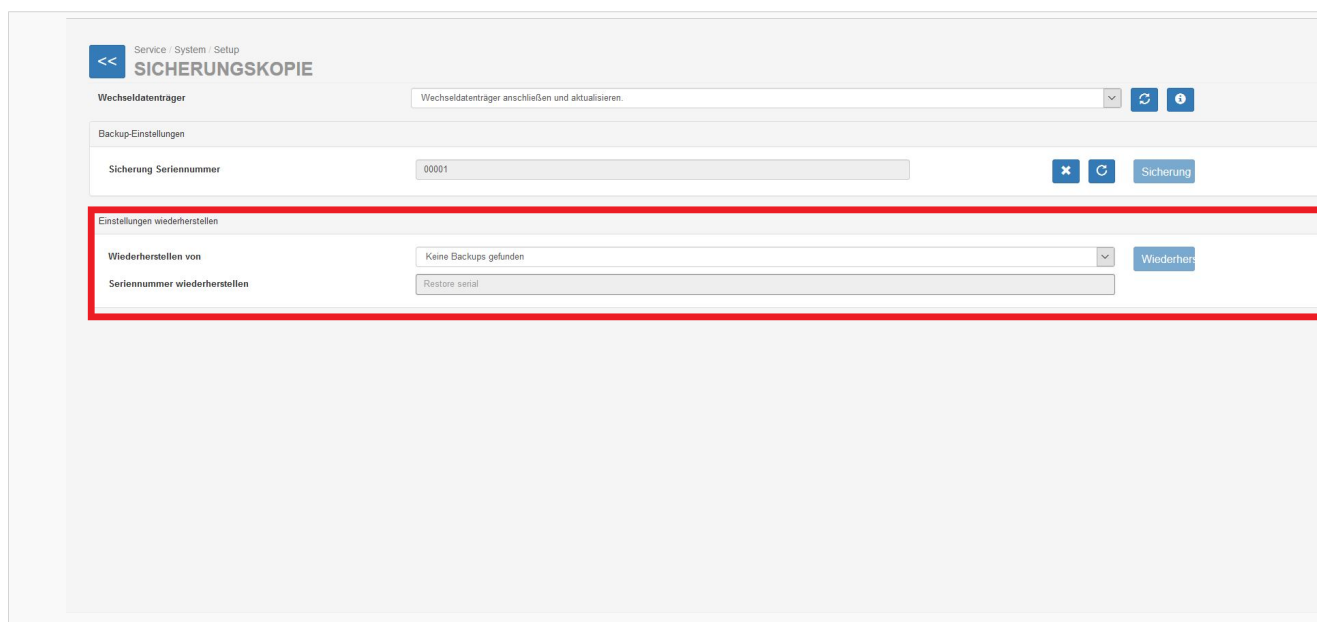 <<
Service / System / Setup
SICHERUNGSKOPIE
Wechseldatenträger
Wechseldatenträger anschließen und aktualisieren.
Backup-Einstellungen
Sicherung Seriennummer
00001
Sicherung
Einstellungen wiederherstellen
Wiederherstellen von
Keine Backups gefunden
Wiederhers
Seriennummer wiederherstellen
Restore serial